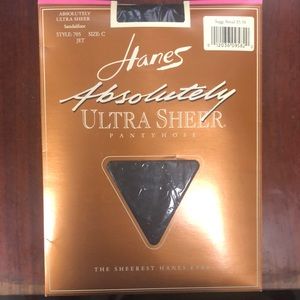 ABSOLUTELY
ULTRA SHEER
Sandalfoot
STYLE: 705 SIZE: C
JET
Hanes
Absolutely
ULTRA SHEER
PANTYHOSE
THE SHEEREST HANES EVER